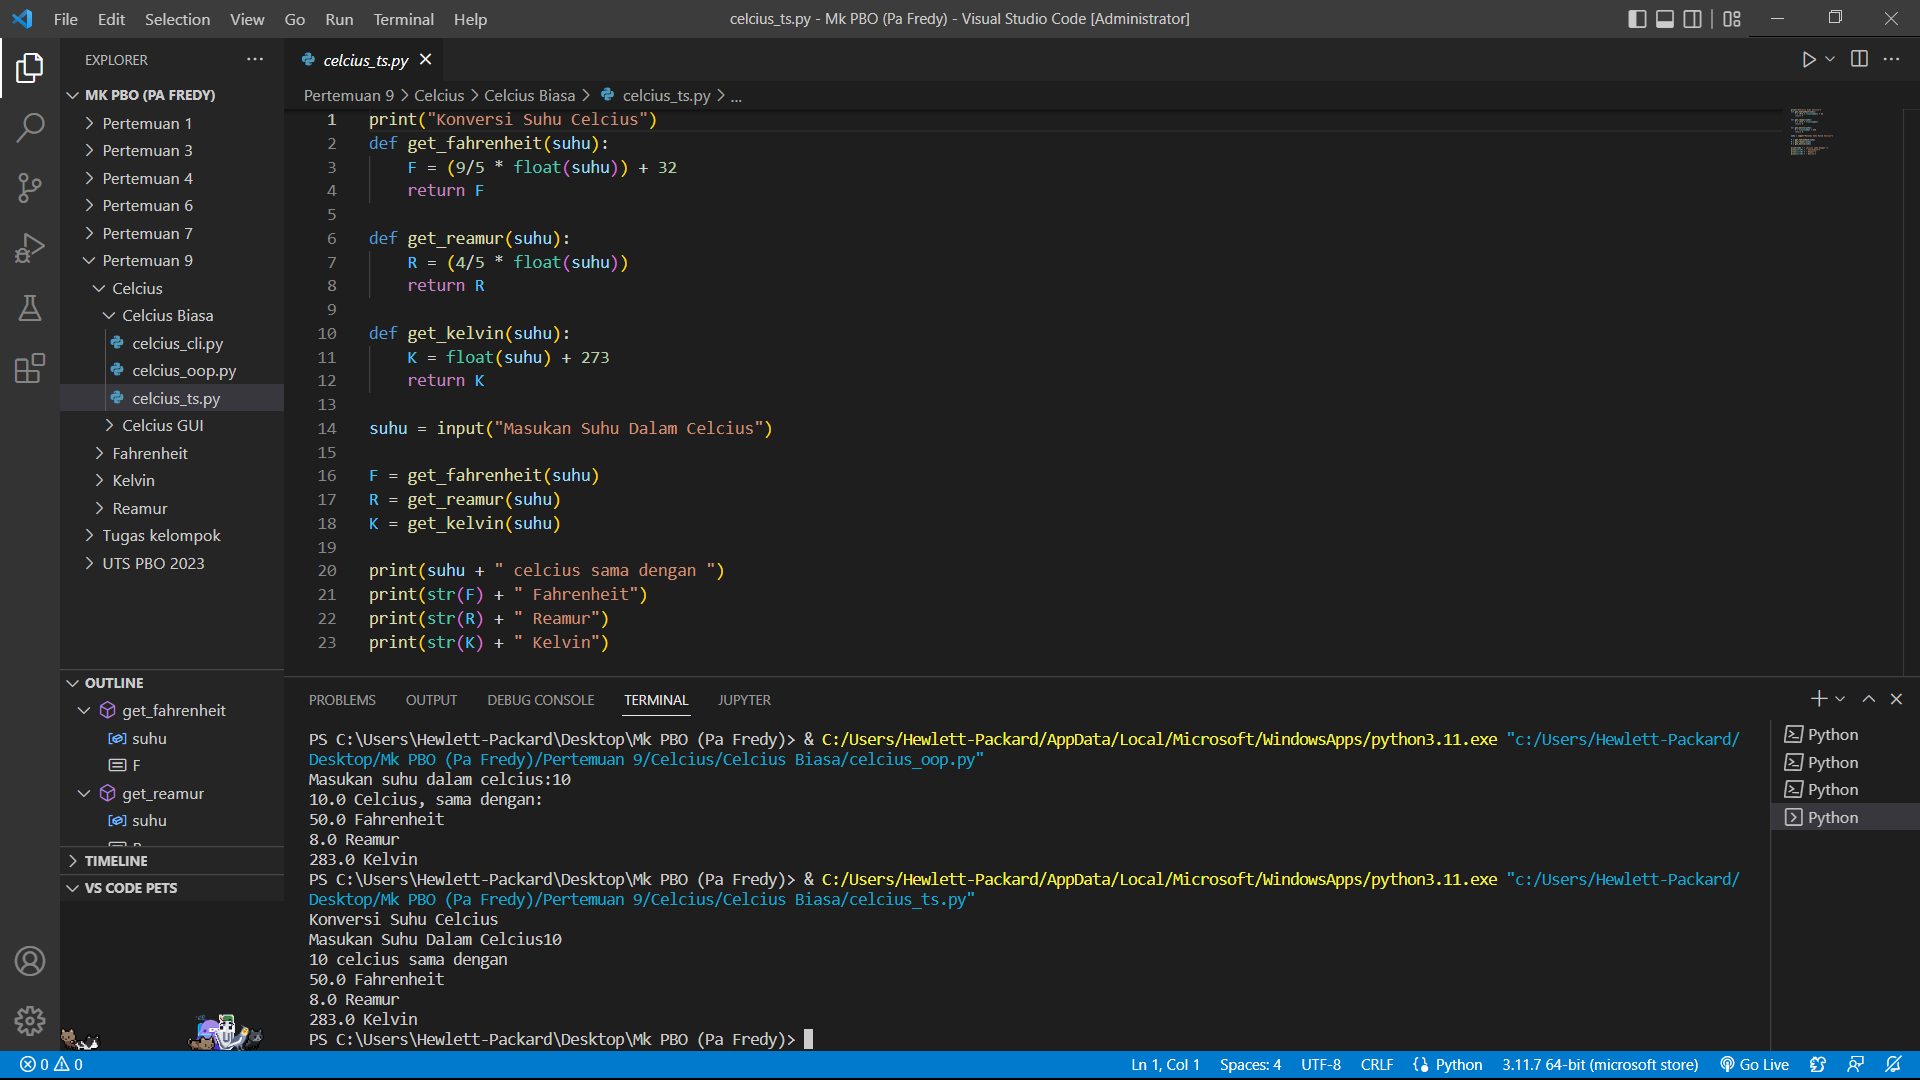 File Edit Selection View Go Run Terminal Help
celcius_ts.py - Mk PBO (Pa Fredy) - Visual Studio Code [Administrator]
EXPLORER
MK PBO (PA FREDY)
Pertemuan 1
Pertemuan 3
Pertemuan 4
Pertemuan 6
Pertemuan 7
Pertemuan 9
Celcius
Celcius Biasa
celcius_cli.py
celcius_oop.py
celcius_ts.py
Celcius GUI
Fahrenheit
Kelvin
Reamur
Tugas kelompok
UTS PBO 2023
OUTLINE
get_fahrenheit
suhu
F
get_reamur
suhu
TIMELINE
VS CODE PETS
celcius_ts.py
Pertemuan 9 > Celcius > Celcius Biasa > celcius_ts.py > ...
1 print("Konversi Suhu Celcius")
2 def get_fahrenheit(suhu):
3     F = (9/5 * float(suhu)) + 32
4     return F
5
6 def get_reamur(suhu):
7     R = (4/5 * float(suhu))
8     return R
9
10 def get_kelvin(suhu):
11     K = float(suhu) + 273
12     return K
13
14 suhu = input("Masukan Suhu Dalam Celcius")
15
16 F = get_fahrenheit(suhu)
17 R = get_reamur(suhu)
18 K = get_kelvin(suhu)
19
20 print(suhu + " celcius sama dengan ")
21 print(str(F) + " Fahrenheit")
22 print(str(R) + " Reamur")
23 print(str(K) + " Kelvin")
PROBLEMS OUTPUT DEBUG CONSOLE TERMINAL JUPYTER
PS C:\Users\Hewlett-Packard\Desktop\Mk PBO (Pa Fredy)> & C:/Users/Hewlett-Packard/AppData/Local/Microsoft/WindowsApps/python3.11.exe "c:/Users/Hewlett-Packard/
Desktop/Mk PBO (Pa Fredy)/Pertemuan 9/Celcius/Celcius Biasa/celcius_oop.py"
Masukan suhu dalam celcius:10
10.0 Celcius, sama dengan:
50.0 Fahrenheit
8.0 Reamur
283.0 Kelvin
PS C:\Users\Hewlett-Packard\Desktop\Mk PBO (Pa Fredy)> & C:/Users/Hewlett-Packard/AppData/Local/Microsoft/WindowsApps/python3.11.exe "c:/Users/Hewlett-Packard/
Desktop/Mk PBO (Pa Fredy)/Pertemuan 9/Celcius/Celcius Biasa/celcius_ts.py"
Konversi Suhu Celcius
Masukan Suhu Dalam Celcius10
10 celcius sama dengan
50.0 Fahrenheit
8.0 Reamur
283.0 Kelvin
PS C:\Users\Hewlett-Packard\Desktop\Mk PBO (Pa Fredy)>
Python
Python
Python
Python
0 0
Ln 1, Col 1 Spaces: 4 UTF-8 CRLF Python 3.11.7 64-bit (microsoft store) Go Live